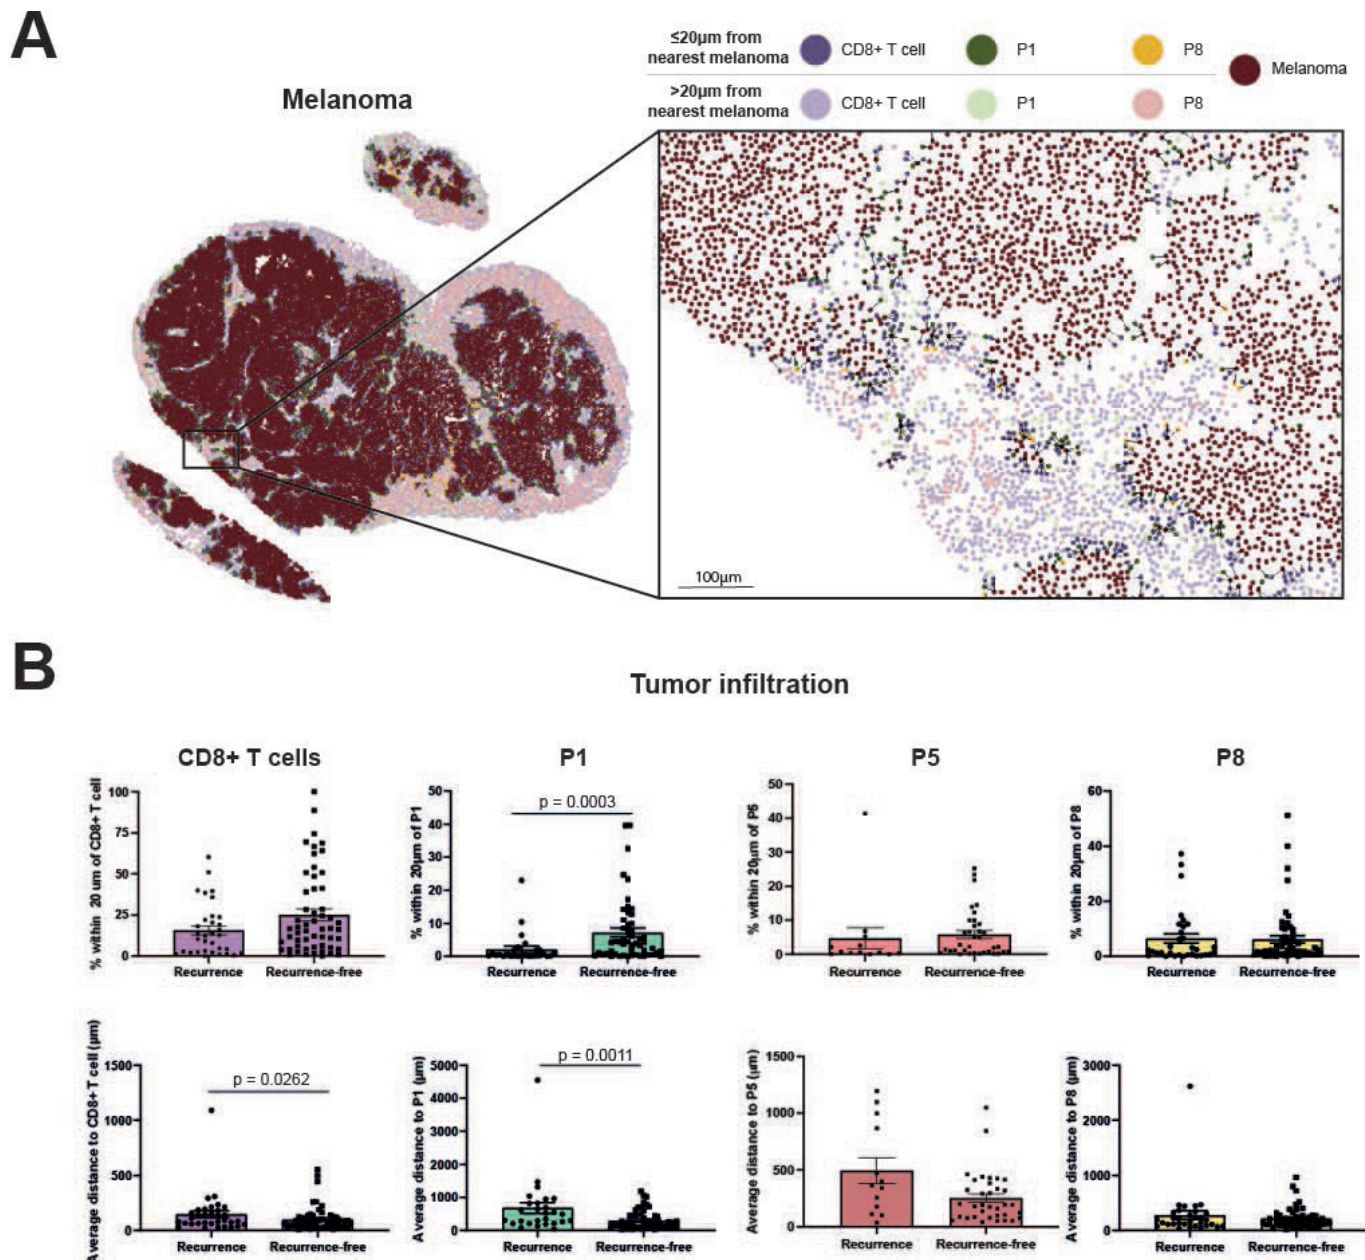 A
≤20µm from
nearest melanoma
CD8+ T cell
P1
P8
Melanoma
>20µm from
nearest melanoma
CD8+ T cell
P1
P8
Melanoma
100µm
B
Tumor infiltration
CD8+ T cells
P1
P5
P8
% within 20 um of CD8+ T cell
100
75
50
25
0
Recurrence
Recurrence-free
% within 20µm of P1
50
40
30
20
10
0
p = 0.0003
Recurrence
Recurrence-free
% within 20µm of P5
50
40
30
20
10
0
Recurrence
Recurrence-free
% within 20µm of P8
60
40
20
0
Recurrence
Recurrence-free
Average distance to CD8+ T cell (µm)
1500
1000
500
0
p = 0.0262
Recurrence
Recurrence-free
Average distance to P1 (µm)
5000
4000
3000
2000
1000
0
p = 0.0011
Recurrence
Recurrence-free
Average distance to P5 (µm)
1500
1000
500
0
Recurrence
Recurrence-free
Average distance to P8 (µm)
3000
2000
1000
0
Recurrence
Recurrence-free